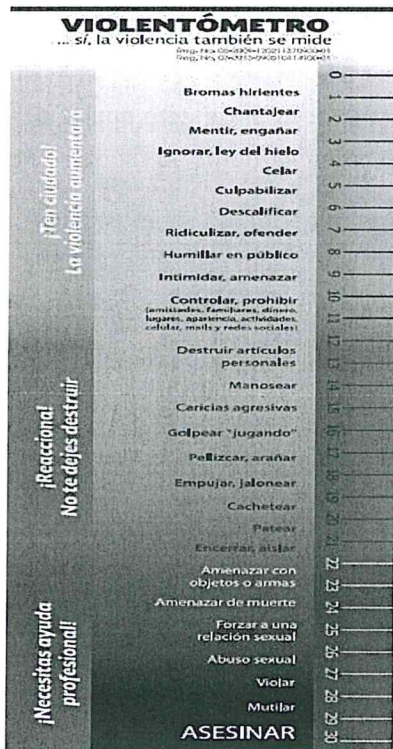 VIOLENTÓMETRO
... sí, la violencia también se mide
0
Bromas hirientes
1
Chantajear
2
Mentir, engañar
3
Ignorar, ley del hielo
4
Celar
5
Culpabilizar
6
Descalificar
7
Ridiculizar, ofender
8
Humillar en público
9
Intimidar, amenazar
10
Controlar, prohibir
(amistades, familiares, dinero,
lugares, apariencia, actividades,
celular, mails y redes sociales)
11
12
Destruir artículos
personales
13
Manosear
14
Caricias agresivas
15
Golpear "jugando"
16
Pellizcar, arañar
17
Empujar, jalonear
18
19
Cachetear
20
Patear
21
Encerrar, aislar
22
Amenazar con
objetos o armas
23
Amenazar de muerte
24
Forzar a una
relación sexual
25
26
Abuso sexual
27
Violar
28
Mutilar
29
ASESINAR
30
¡Ten cuidado!
La violencia aumentará
¡Reacciona!
No te dejes destruir
¡Necesitas ayuda
profesional!